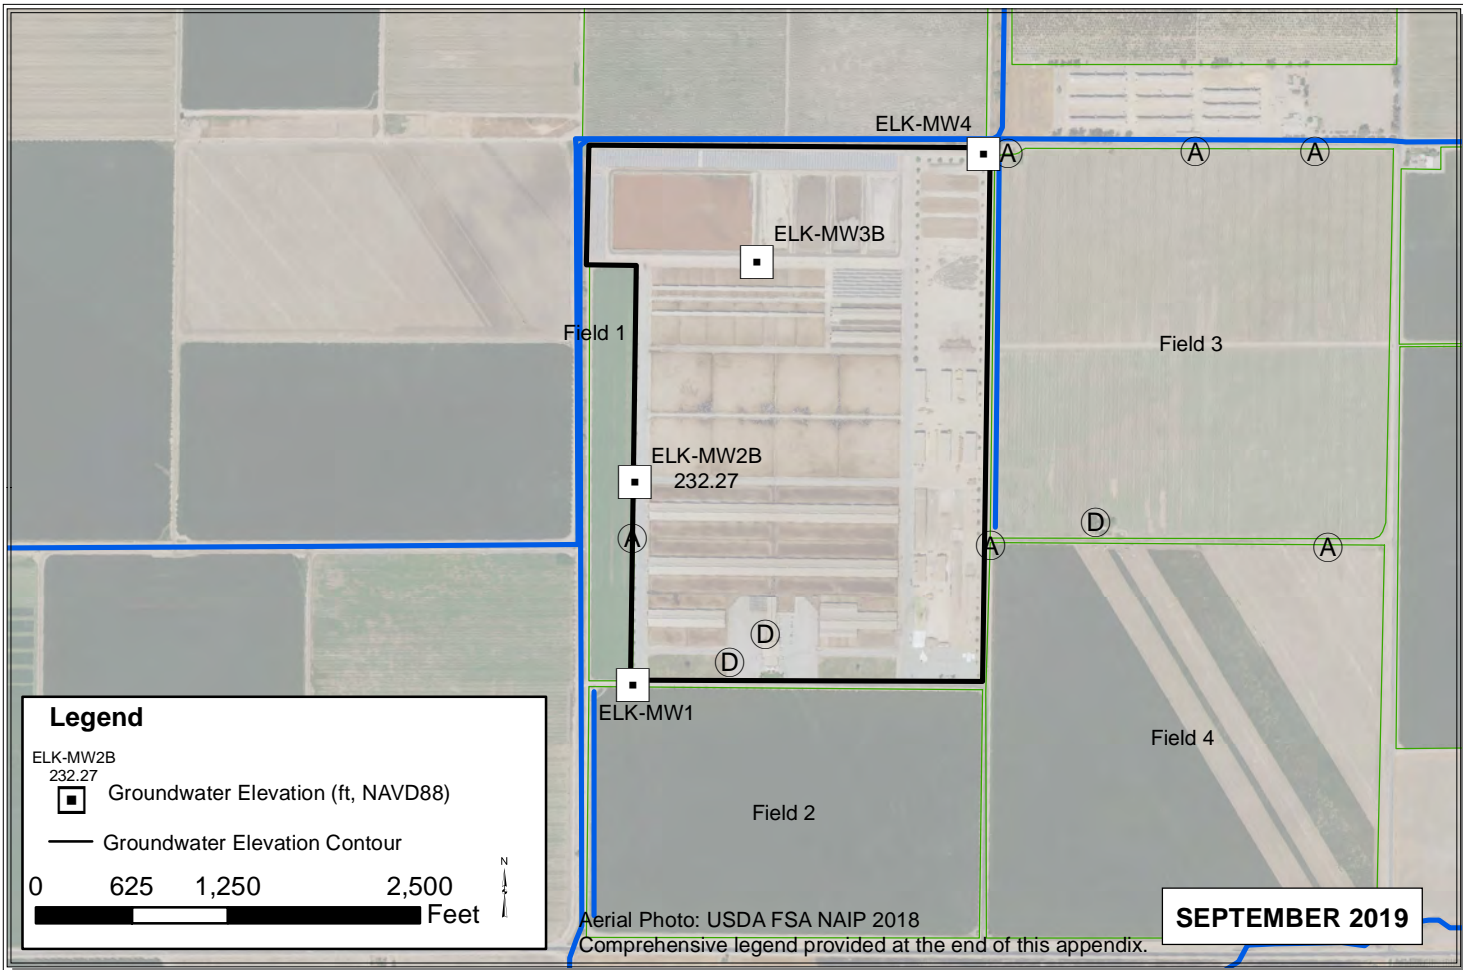 ELK-MW4
A
A
A
ELK-MW3B
Field 1
Field 3
ELK-MW2B
232.27
D
A
A
A
D
D
ELK-MW1
Field 4
Field 2
Legend
ELK-MW2B
232.27
Groundwater Elevation (ft, NAVD88)
Groundwater Elevation Contour
N
0 625 1,250 2,500
Feet
Aerial Photo: USDA FSA NAIP 2018
Comprehensive legend provided at the end of this appendix.
SEPTEMBER 2019